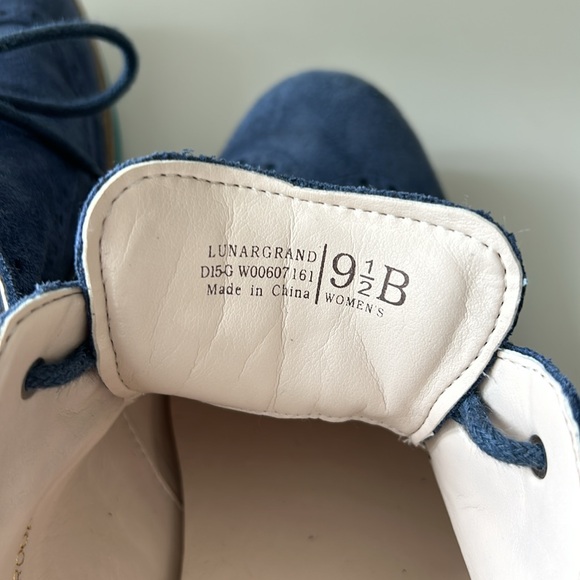 LUNARGRAND
D15-G W00607161
Made in China
9½B
WOMEN'S